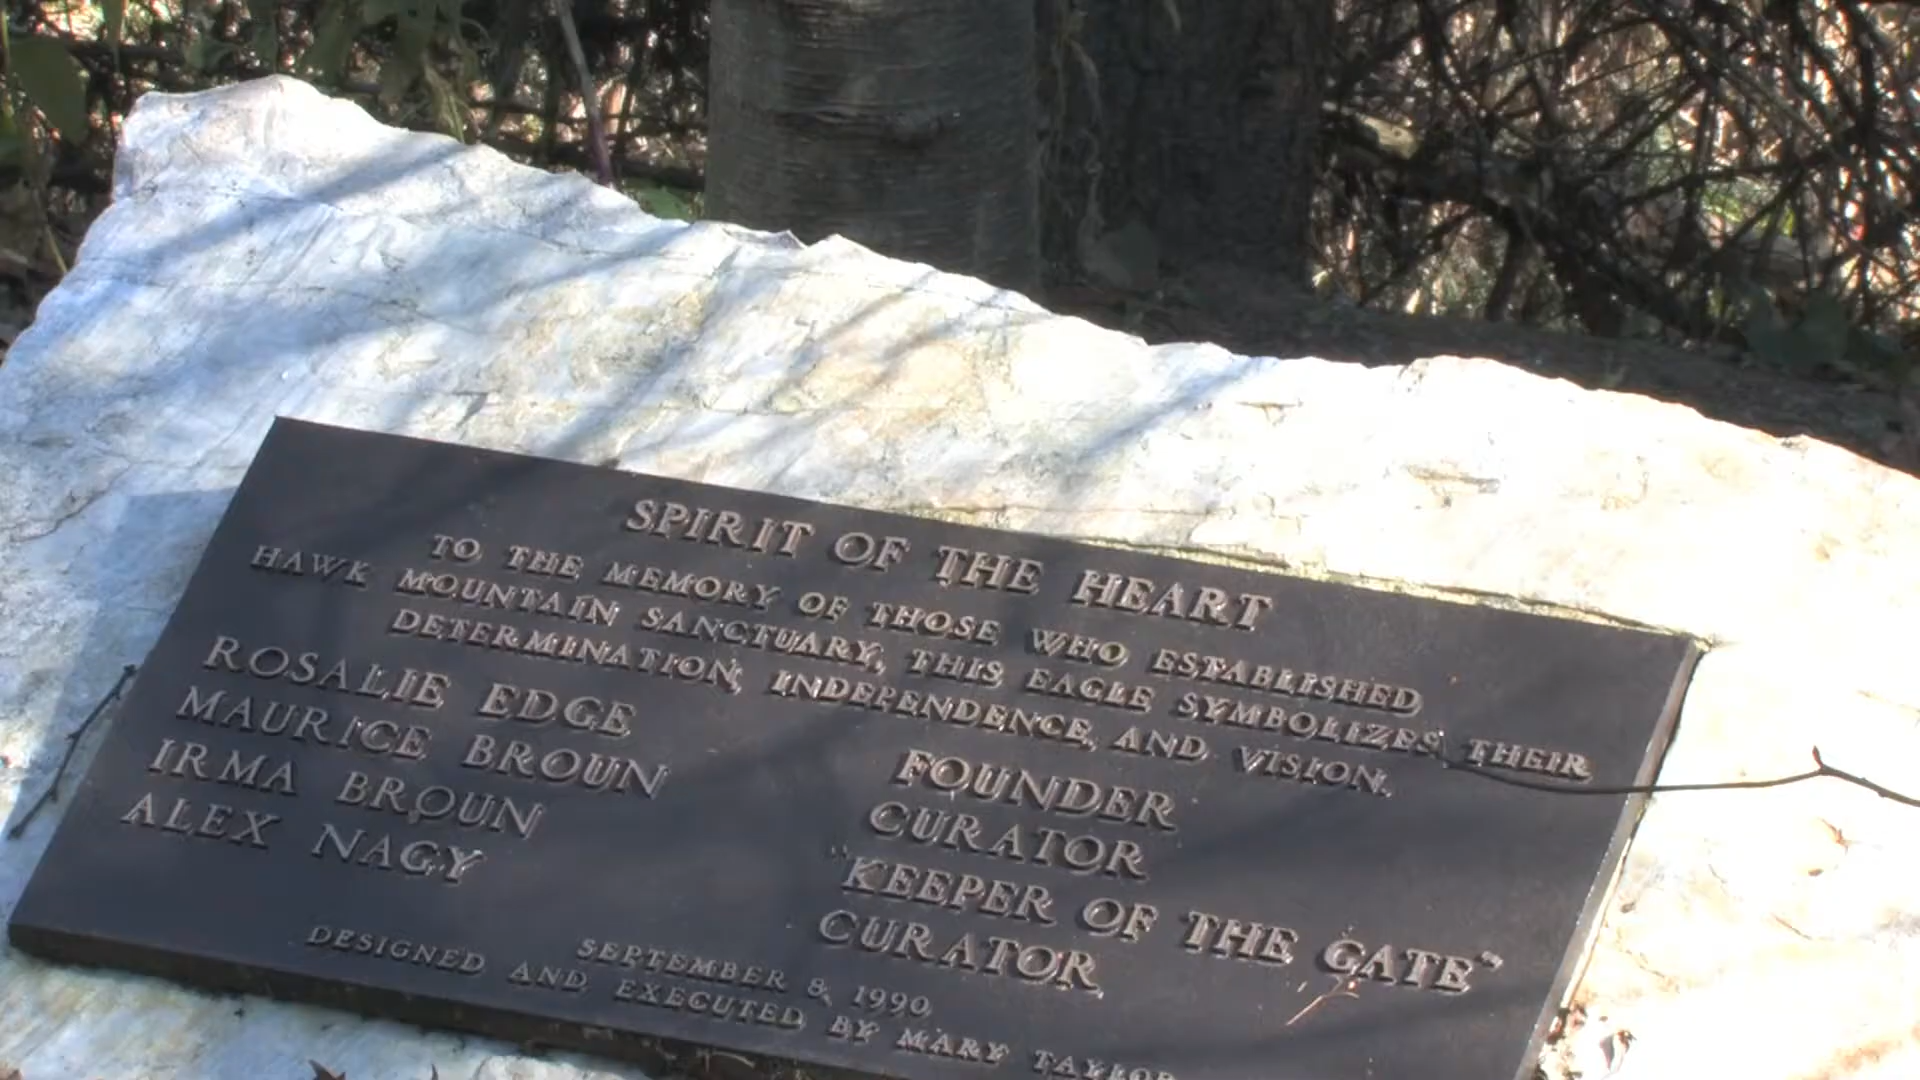 SPIRIT OF THE HEART
TO THE MEMORY OF THOSE WHO ESTABLISHED
HAWK MOUNTAIN SANCTUARY, THIS EAGLE SYMBOLIZES THEIR
DETERMINATION, INDEPENDENCE, AND VISION.
ROSALIE EDGE FOUNDER
MAURICE BROUN CURATOR
IRMA BROUN "KEEPER OF THE GATE"
ALEX NAGY CURATOR
SEPTEMBER 8, 1990
DESIGNED AND EXECUTED BY MARY TAYLOR